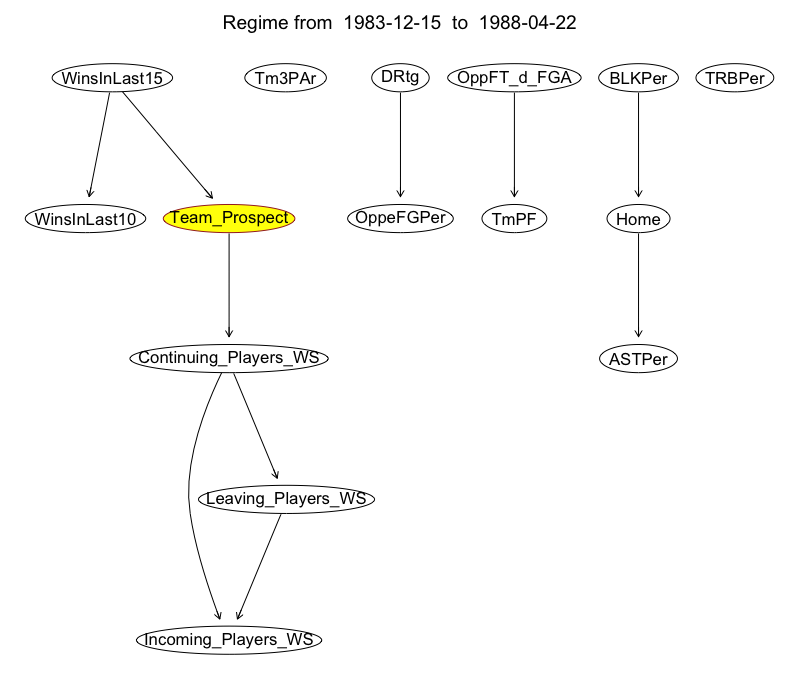 Regime from 1983-12-15 to 1988-04-22
WinsInLast15 Tm3PAr DRtg OppFT_d_FGA BLKPer TRBPer
WinsInLast10 Team_Prospect OppeFGPer TmPF Home
Continuing_Players_WS ASTPer
Leaving_Players_WS
Incoming_Players_WS